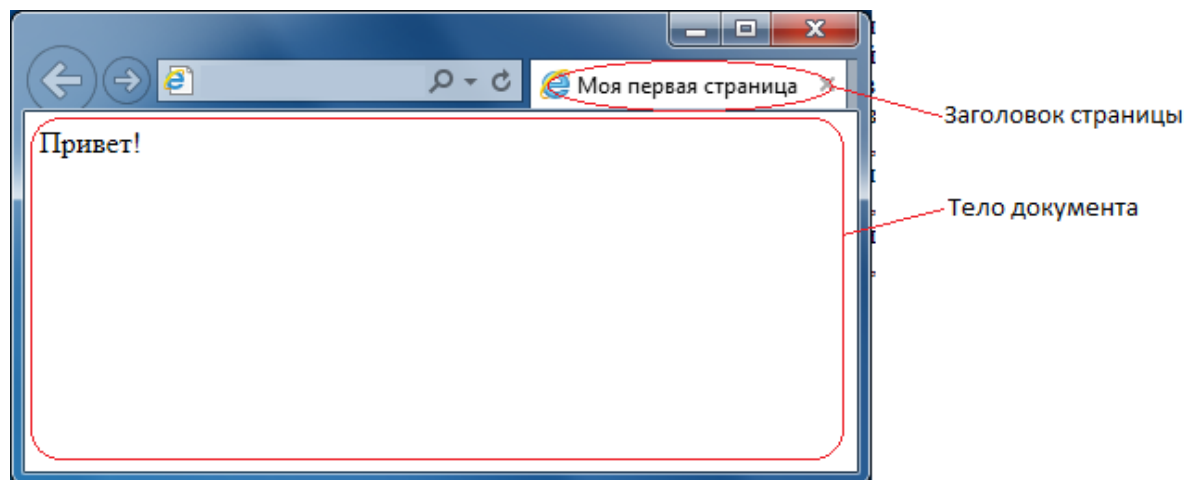 Моя первая страница
Заголовок страницы
Привет!
Тело документа